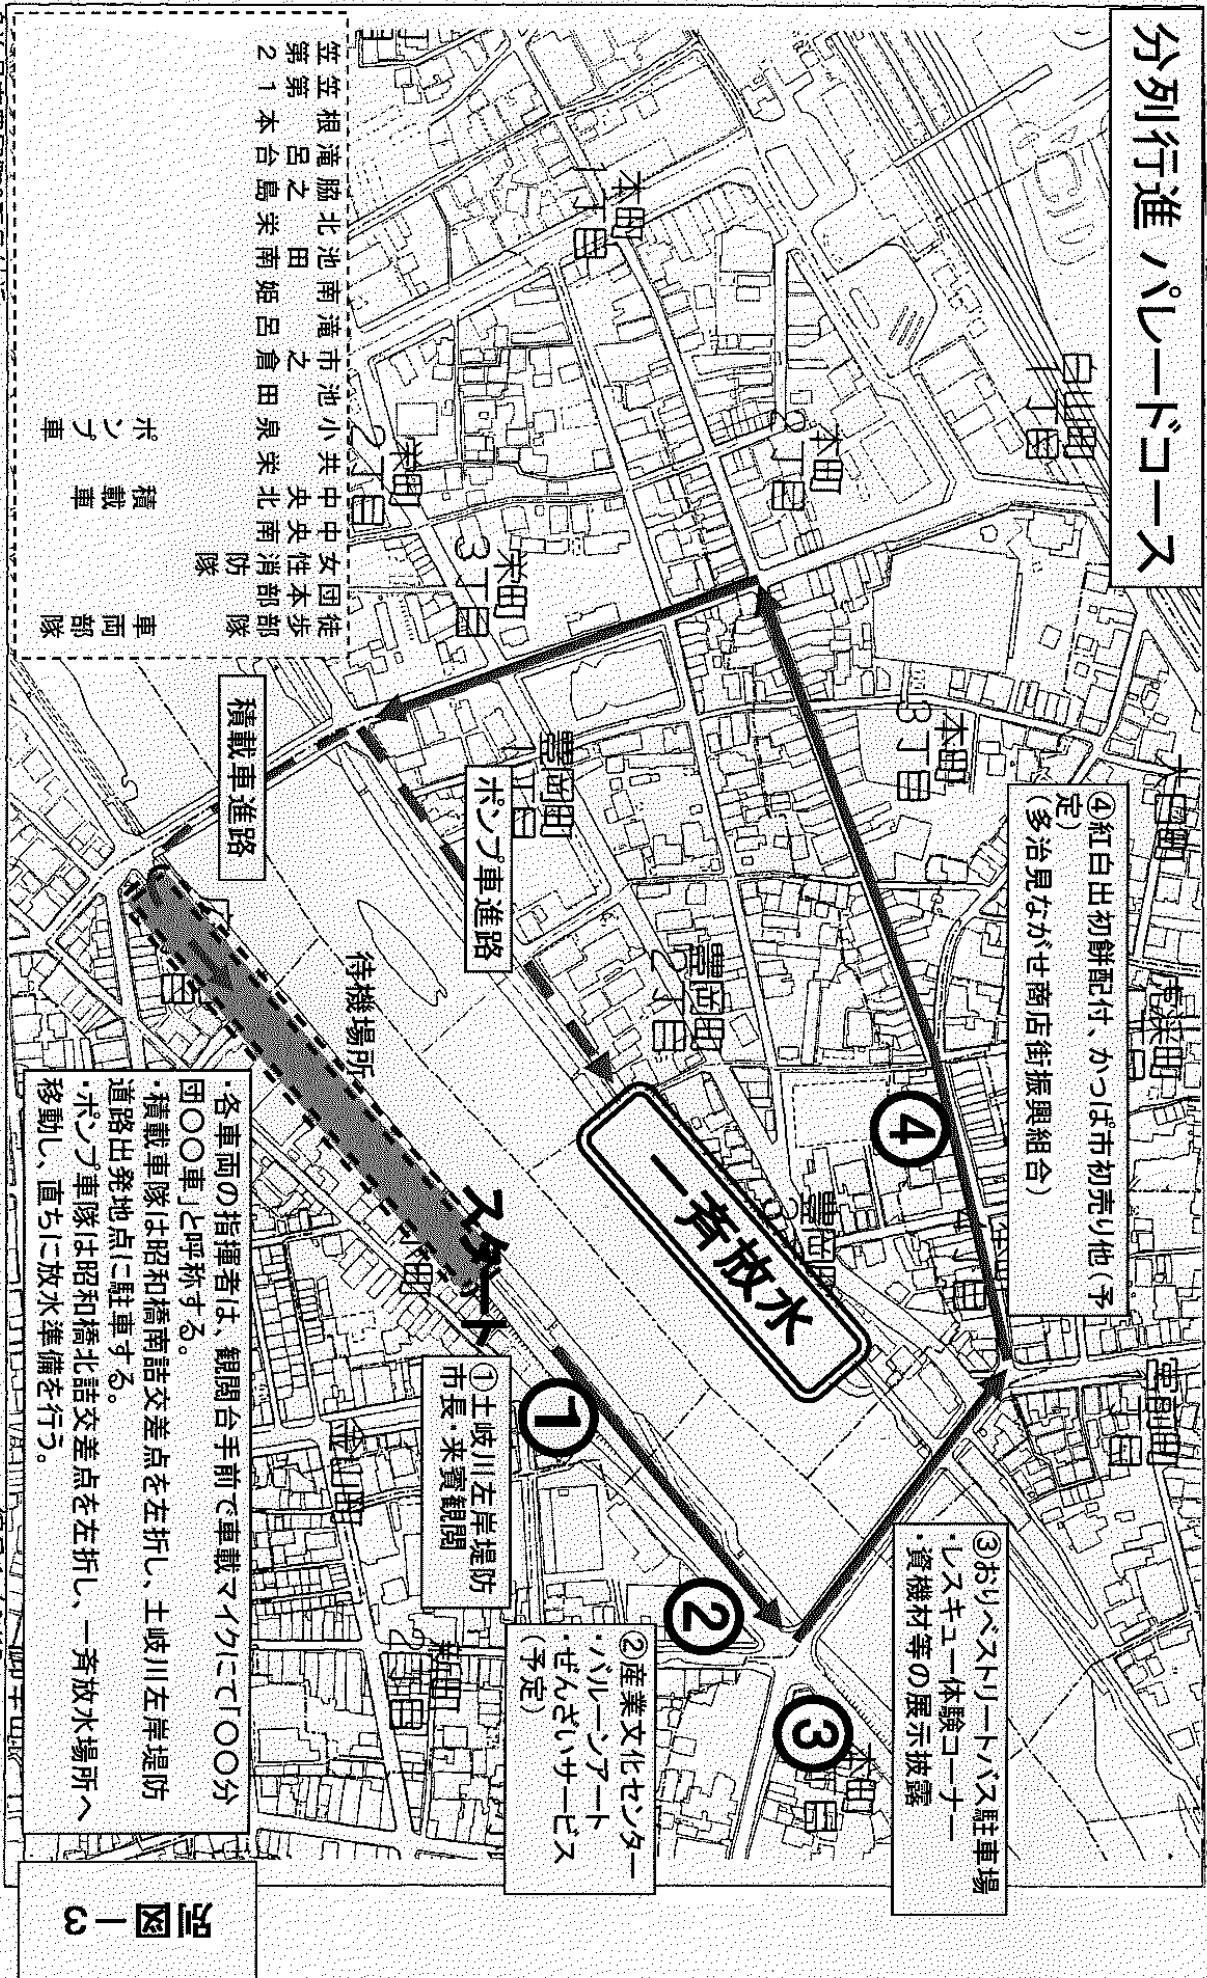 分列行進 パレードコース
④紅白出初餅配付、かっぱ市初売り他(予
定)
(多治見ながせ商店街振興組合)
③おりべストリートバス駐車場
・レスキュー体験コーナー
・資機材等の展示披露
②産業文化センター
・バルーンアート
・ぜんざいサービス
(予定)
①土岐川左岸堤防
市長・来賓観閲
白山町
1丁目
本町
1丁目
本町
2丁目
本町
3丁目
栄町
2丁目
栄町
3丁目
豊岡町
1丁目
豊岡町
2丁目
ポンプ車進路
積載車進路
待機場所
スタート
一斉放水
①
②
③
④
・各車両の指揮者は、観閲台手前で車載マイクにて「〇〇分
団〇〇車」と呼称する。
・積載車隊は昭和橋南詰交差点を左折し、土岐川左岸堤防
道路出発地点に駐車する。
・ポンプ車隊は昭和橋北詰交差点を左折し、一斉放水場所へ
移動し、直ちに放水準備を行う。
徒歩部隊
団本部
女性消防隊
中央南
中央北
共栄
小泉
池田
市之倉
滝呂
南姫
池田南
北栄
脇之島
滝呂台
根本
笠第1
笠第2
車両部隊
積載車
ポンプ車
別図-3